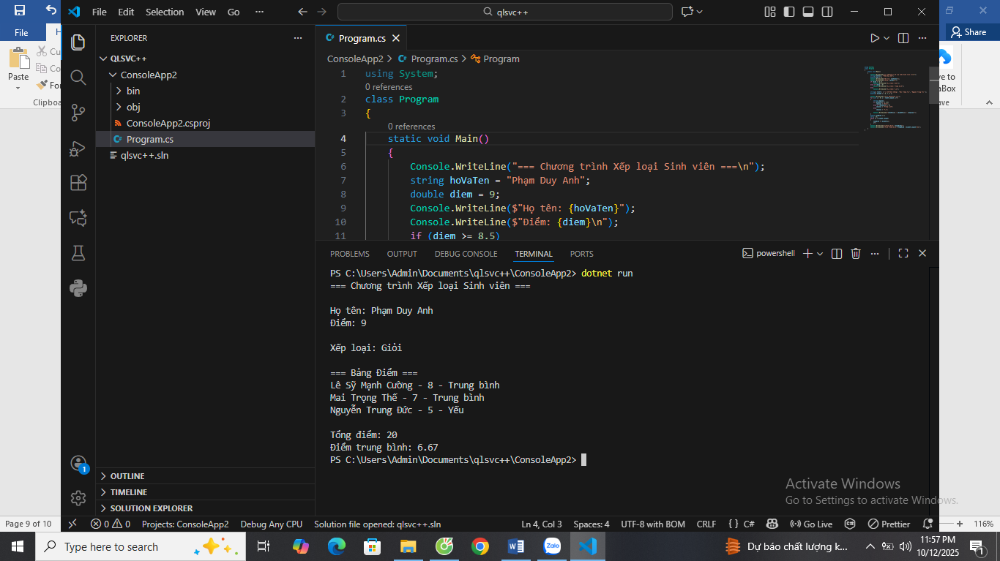 File Edit Selection View Go ··· qlsvc++
File
Share
Paste
Cu
Co
For
Clipboar
EXPLORER
QLSVC++
ConsoleApp2
bin
obj
ConsoleApp2.csproj
Program.cs
qlsvc++.sln
OUTLINE
TIMELINE
SOLUTION EXPLORER
Program.cs
ConsoleApp2 > Program.cs > Program
1 using System;
0 references
2 class Program
3 {
0 references
4 static void Main()
5 {
6 Console.WriteLine("=== Chương trình Xếp loại Sinh viên ===\n");
7 string hoVaTen = "Phạm Duy Anh";
8 double diem = 9;
9 Console.WriteLine($"Họ tên: {hoVaTen}");
10 Console.WriteLine($"Điểm: {diem}\n");
11 if (diem >= 8.5)
PROBLEMS OUTPUT DEBUG CONSOLE TERMINAL PORTS powershell
PS C:\Users\Admin\Documents\qlsvc++\ConsoleApp2> dotnet run
=== Chương trình Xếp loại Sinh viên ===
Họ tên: Phạm Duy Anh
Điểm: 9
Xếp loại: Giỏi
=== Bảng Điểm ===
Lê Sỹ Mạnh Cường - 8 - Trung bình
Mai Trọng Thế - 7 - Trung bình
Nguyễn Trung Đức - 5 - Yếu
Tổng điểm: 20
Điểm trung bình: 6.67
PS C:\Users\Admin\Documents\qlsvc++\ConsoleApp2>
ve to
aBox
ave
1
Activate Windows
Go to Settings to activate Windows.
Page 9 of 10
0 0 Projects: ConsoleApp2 Debug Any CPU Solution file opened: qlsvc++.sln Ln 4, Col 3 Spaces: 4 UTF-8 with BOM CRLF { } C# Go Live Prettier
116%
Type here to search
Zalo
Dự báo chất lượng k...
11:57 PM
10/12/2025
1